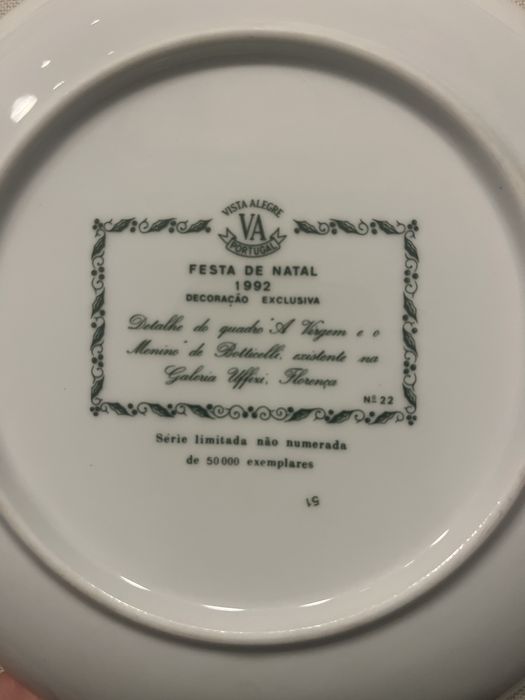 VISTA ALEGRE
VA
PORTUGAL
FESTA DE NATAL
1992
DECORAÇÃO EXCLUSIVA
Detalhe do quadro "A Virgem e o
Menino" de Botticelli, existente na
Galeria Uffizi, Florença
Nº 22
Série limitada não numerada
de 50000 exemplares
51